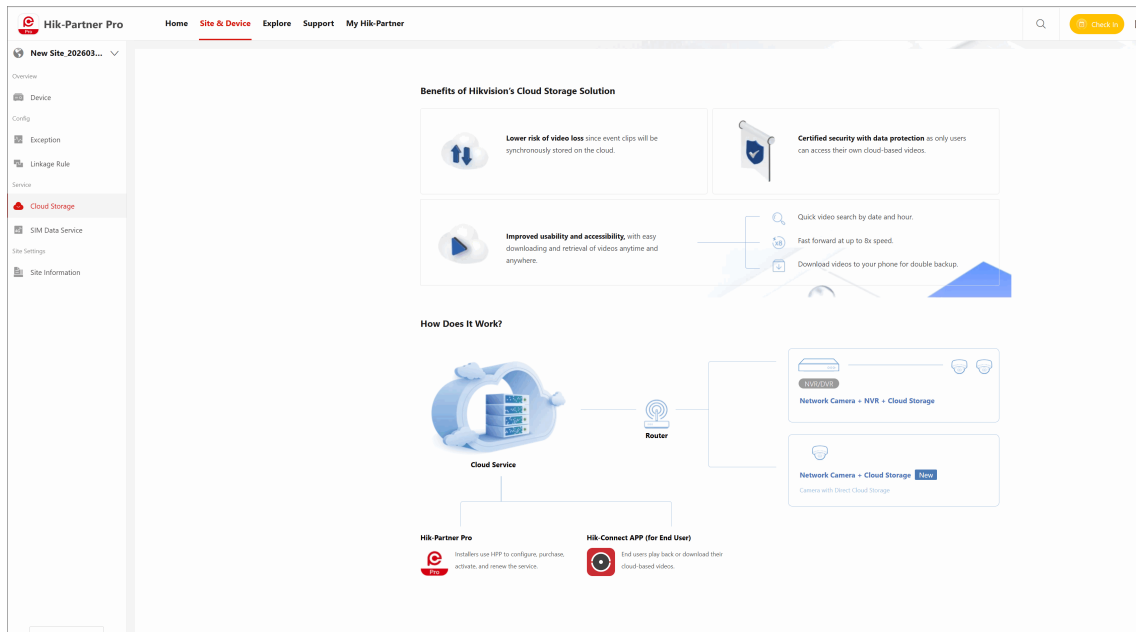 Hik-Partner Pro
Home Site & Device Explore Support My Hik-Partner
Check In
New Site_202603...
Overview
Device
Config
Exception
Linkage Rule
Service
Cloud Storage
SIM Data Service
Site Settings
Site Information
Benefits of Hikvision's Cloud Storage Solution
Lower risk of video loss since event clips will be
synchronously stored on the cloud.
Certified security with data protection as only users
can access their own cloud-based videos.
Improved usability and accessibility, with easy
downloading and retrieval of videos anytime and
anywhere.
Quick video search by date and hour.
x8
Fast forward at up to 8x speed.
Download videos to your phone for double backup.
How Does It Work?
Cloud Service
Router
NVR/DVR
Network Camera + NVR + Cloud Storage
Network Camera + Cloud Storage New
Camera with Direct Cloud Storage
Hik-Partner Pro
Pro
Installers use HPP to configure, purchase,
activate, and renew the service.
Hik-Connect APP (for End User)
End users play back or download their
cloud-based videos.